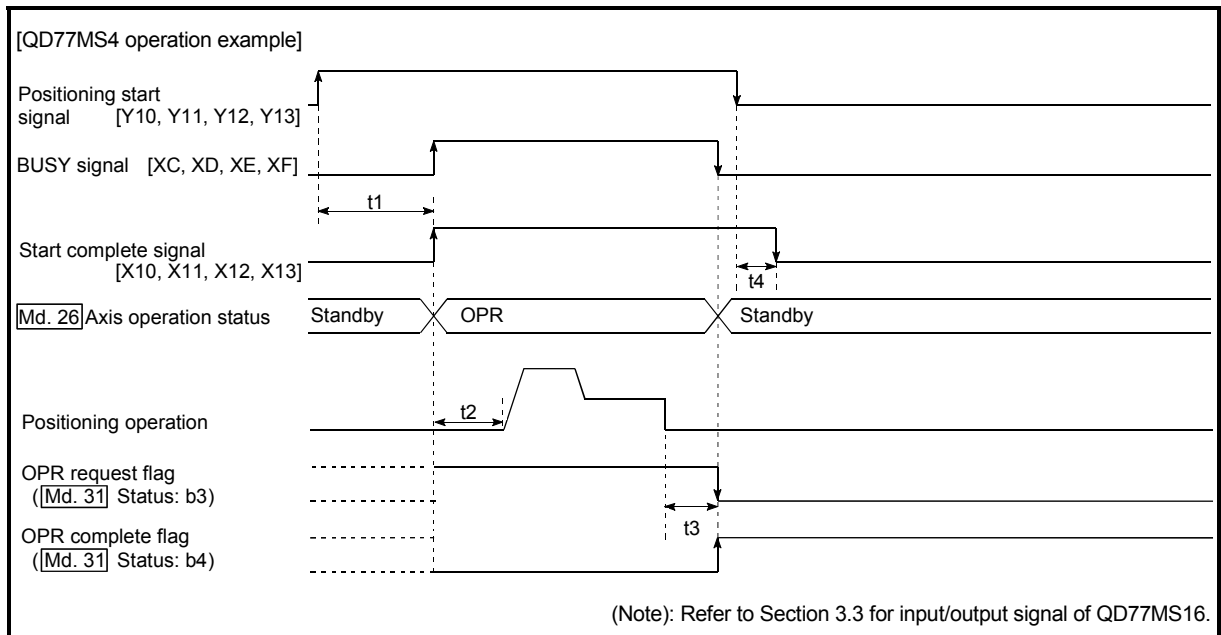 [QD77MS4 operation example]
Positioning start
signal [Y10, Y11, Y12, Y13]
BUSY signal [XC, XD, XE, XF]
t1
Start complete signal
[X10, X11, X12, X13]
t4
Md. 26 Axis operation status Standby OPR Standby
t2
Positioning operation
OPR request flag
(Md. 31 Status: b3)
t3
OPR complete flag
(Md. 31 Status: b4)
(Note): Refer to Section 3.3 for input/output signal of QD77MS16.